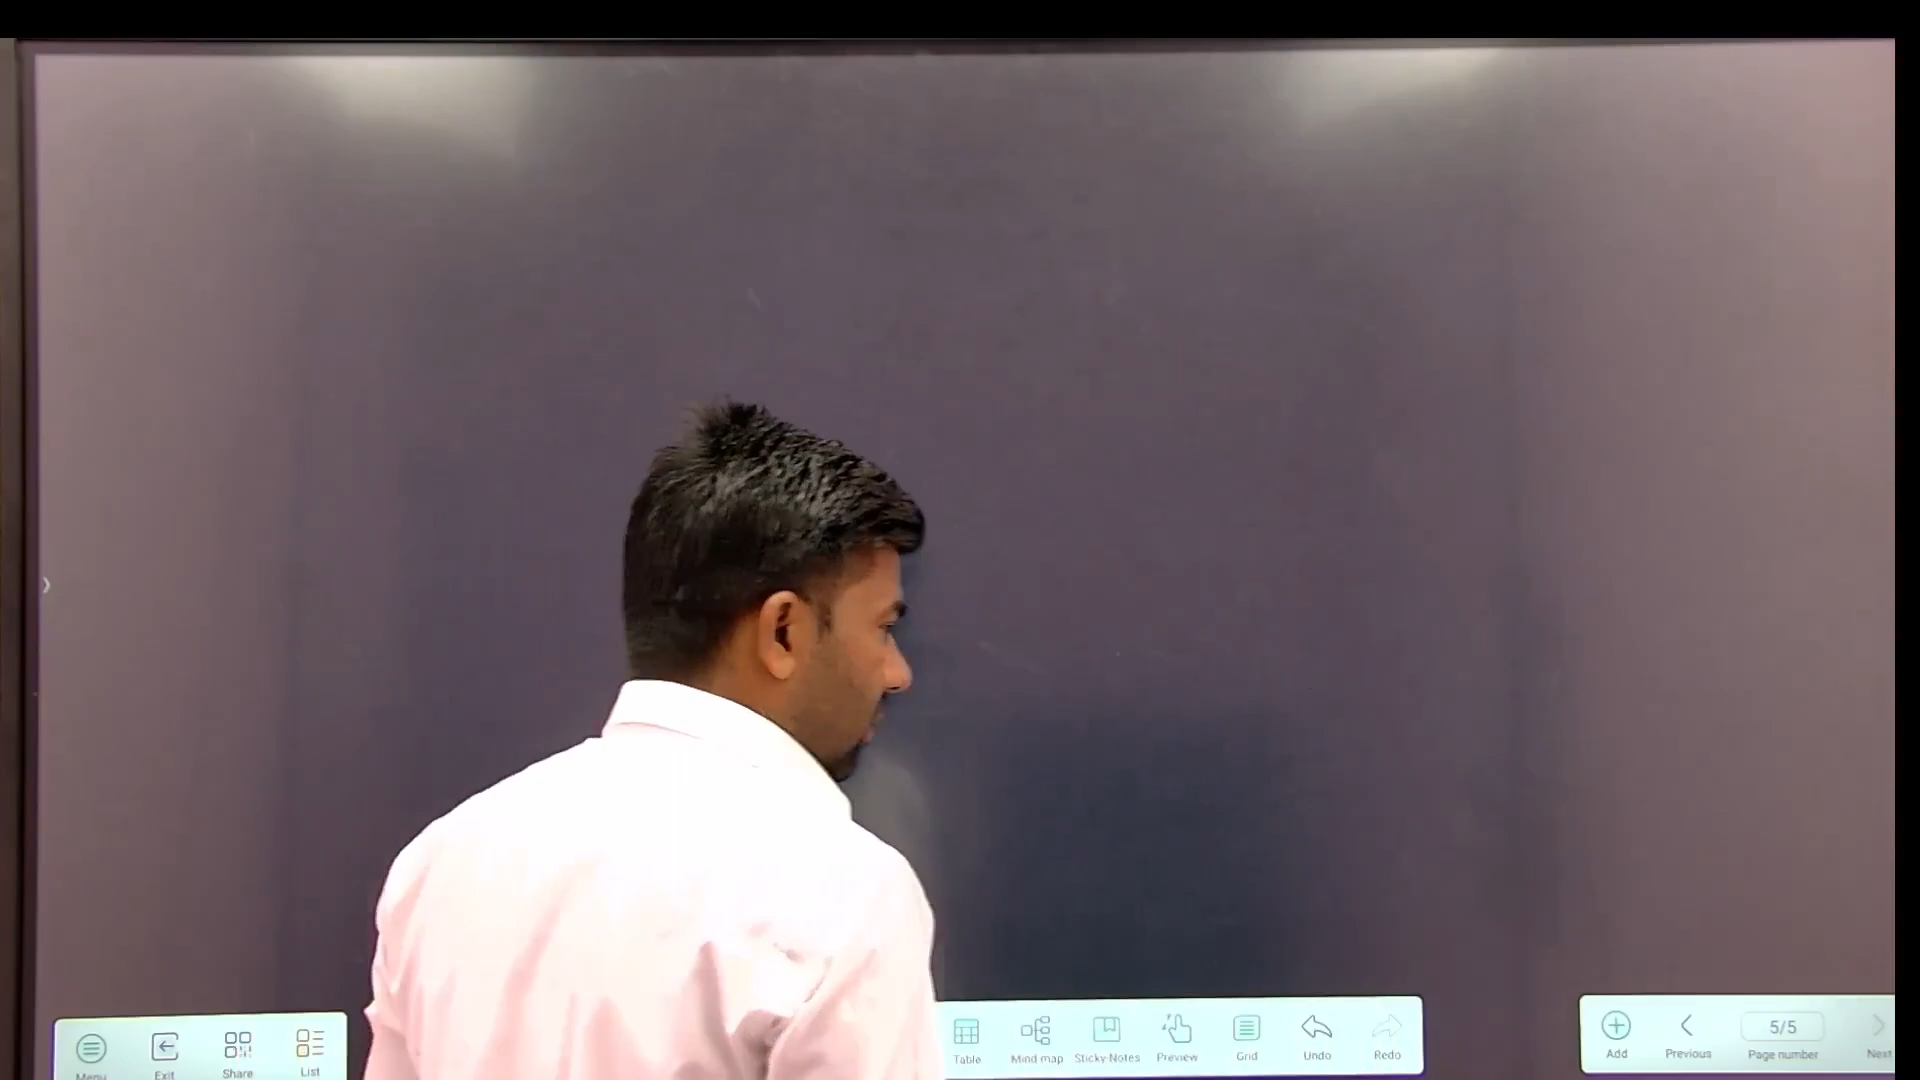 Menu
Exit
Share
List
Table
Mind map
Sticky-Notes
Preview
Grid
Undo
Redo
Add
Previous
5/5
Page number
Next